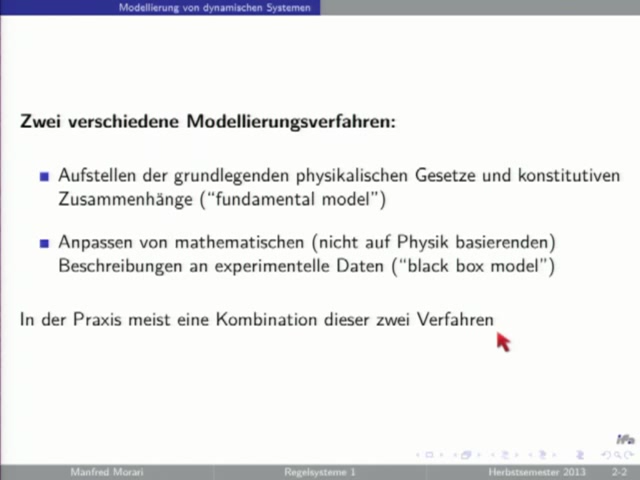 Modellierung von dynamischen Systemen
Zwei verschiedene Modellierungsverfahren:
Aufstellen der grundlegenden physikalischen Gesetze und konstitutiven
Zusammenhänge (“fundamental model”)
Anpassen von mathematischen (nicht auf Physik basierenden)
Beschreibungen an experimentelle Daten (“black box model”)
In der Praxis meist eine Kombination dieser zwei Verfahren
Manfred Morari Regelsysteme 1 Herbstsemester 2013 2-2